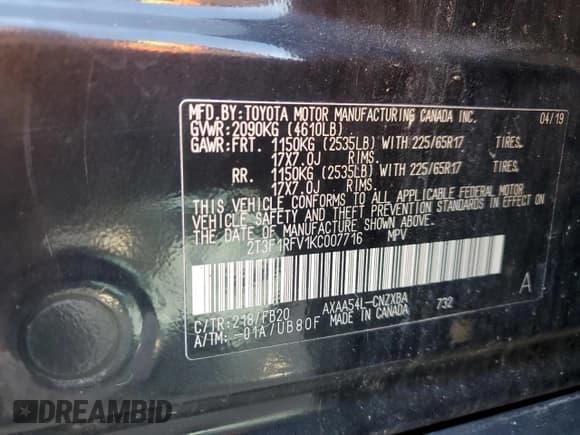 MFD.BY:TOYOTA MOTOR MANUFACTURING CANADA INC. 04/19
GVWR:2090KG (4610LB)
GAWR:FRT. 1150KG (2535LB) WITH 225/65R17 TIRES,
17X7.0J RIMS.
RR. 1150KG (2535LB) WITH 225/65R17 TIRES,
17X7.0J RIMS.
THIS VEHICLE CONFORMS TO ALL APPLICABLE FEDERAL MOTOR
VEHICLE SAFETY AND THEFT PREVENTION STANDARDS IN EFFECT ON
THE DATE OF MANUFACTURE SHOWN ABOVE.
2T3F1RFV1KC007716 MPV
A
C/TR:218/FB20 AXAA54L-CNZXBA 732
A/TM: -01A/UB80F MADE IN CANADA
DREAMBID